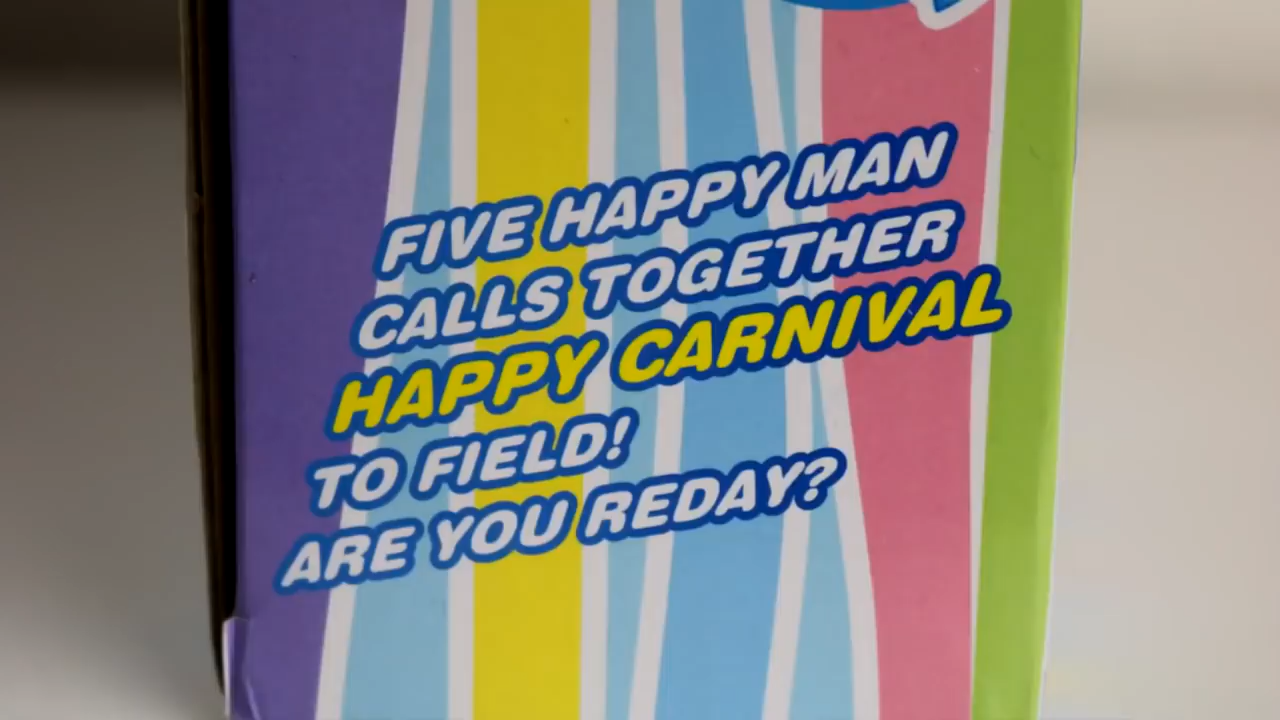 FIVE HAPPY MAN
CALLS TOGETHER
HAPPY CARNIVAL
TO FIELD!
ARE YOU REDAY?